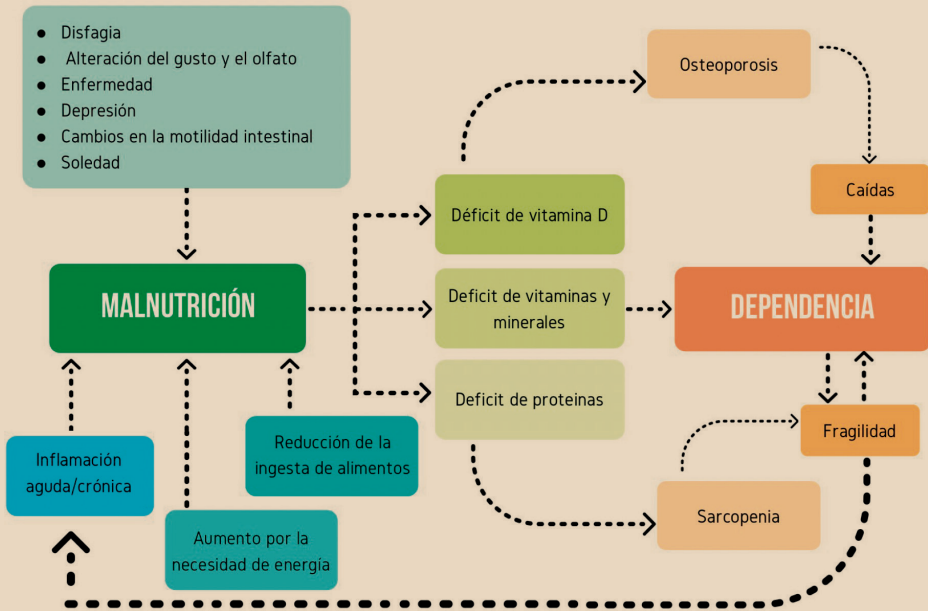 Disfagia
Alteración del gusto y el olfato
Enfermedad
Depresión
Cambios en la motilidad intestinal
Soledad
Osteoporosis
Caídas
Déficit de vitamina D
MALNUTRICIÓN
Deficit de vitaminas y
minerales
DEPENDENCIA
Deficit de proteinas
Fragilidad
Reducción de la
ingesta de alimentos
Inflamación
aguda/crónica
Sarcopenia
Aumento por la
necesidad de energía